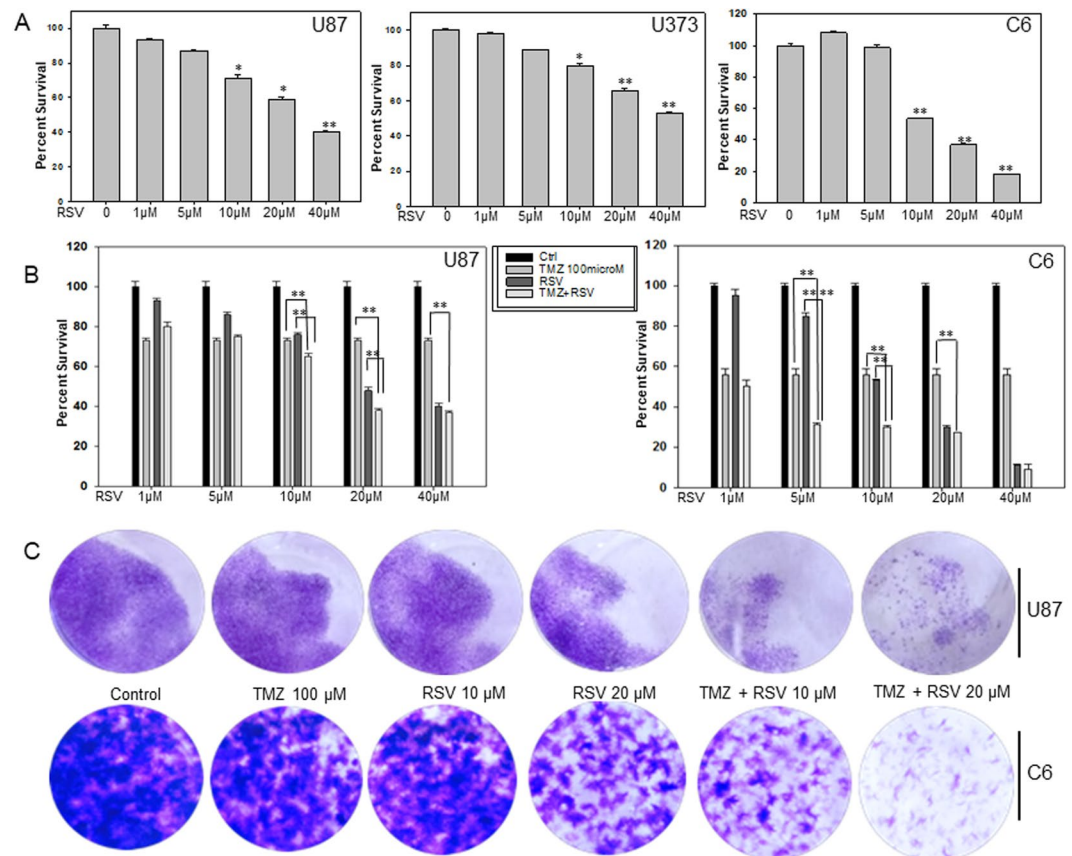 A
U87
U373
C6
100
80
60
40
20
0
Percent Survival
100
80
60
40
20
0
Percent Survival
120
100
80
60
40
20
0
Percent Survival
* * **
* ** **
** ** **
RSV 0 1µM 5µM 10µM 20µM 40µM
RSV 0 1µM 5µM 10µM 20µM 40µM
RSV 0 1µM 5µM 10µM 20µM 40µM
B
U87
120
100
80
60
40
20
0
Percent Survival
** ** ** ** **
RSV 1µM 5µM 10µM 20µM 40µM
Ctrl
TMZ 100microM
RSV
TMZ+RSV
C6
120
100
80
60
40
20
0
Percent Survival
** ** ** ** ** **
RSV 1µM 5µM 10µM 20µM 40µM
C
U87
Control TMZ 100 µM RSV 10 µM RSV 20 µM TMZ + RSV 10 µM TMZ + RSV 20 µM
C6